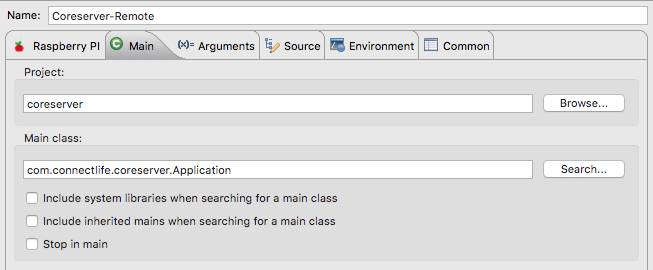 Name: Coreserver-Remote
Raspberry PI Main (x)= Arguments Source Environment Common
Project:
coreserver Browse...
Main class:
com.connectlife.coreserver.Application Search...
Include system libraries when searching for a main class
Include inherited mains when searching for a main class
Stop in main